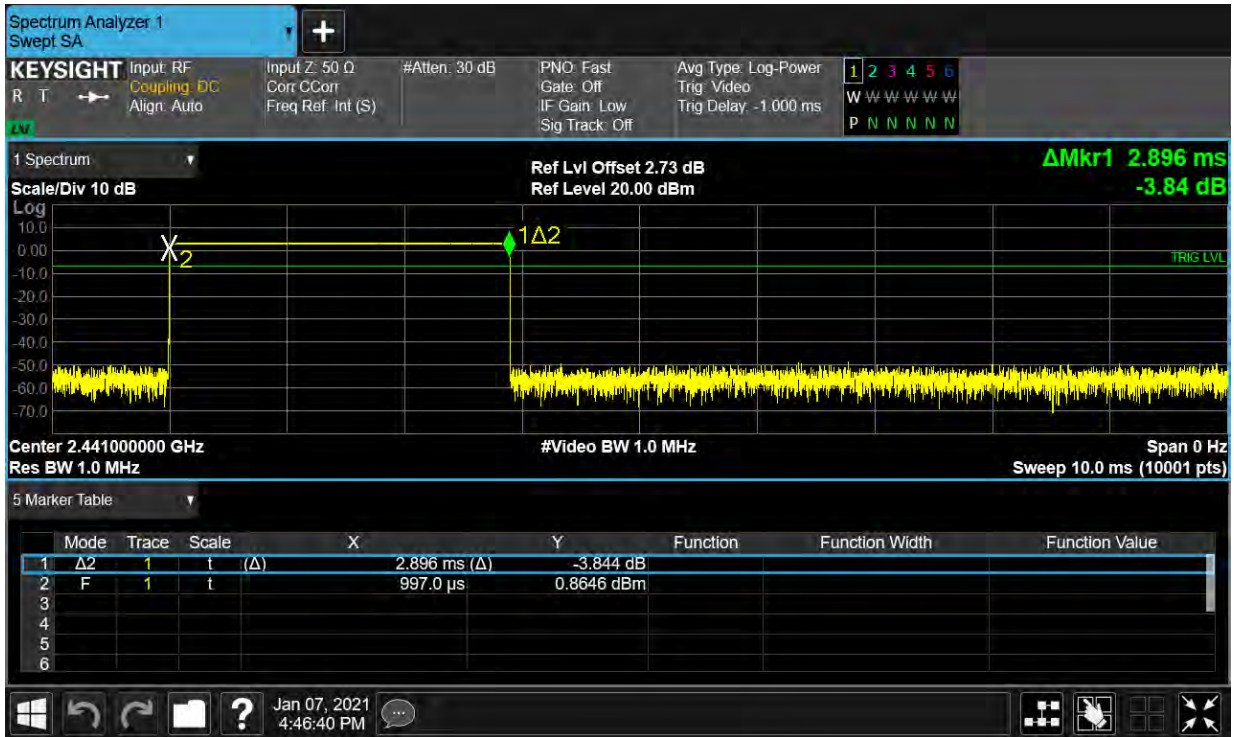 Spectrum Analyzer 1
Swept SA
+
KEYSIGHT Input: RF Input Z: 50 Ω #Atten: 30 dB PNO: Fast Avg Type: Log-Power 1 2 3 4 5 6
R T Coupling: DC Corr CCorr Gate: Off Trig: Video W W W W W W
Align: Auto Freq Ref: Int (S) IF Gain: Low Trig Delay: -1.000 ms P N N N N N
Sig Track: Off
1 Spectrum
Ref Lvl Offset 2.73 dB ΔMkr1 2.896 ms
Scale/Div 10 dB Ref Level 20.00 dBm -3.84 dB
Log
10.0
1Δ2
0.00
2
TRIG LVL
-10.0
-20.0
-30.0
-40.0
-50.0
-60.0
-70.0
Center 2.441000000 GHz #Video BW 1.0 MHz Span 0 Hz
Res BW 1.0 MHz Sweep 10.0 ms (10001 pts)
5 Marker Table
Mode Trace Scale X Y Function Function Width Function Value
1 Δ2 1 t (Δ) 2.896 ms (Δ) -3.844 dB
2 F 1 t 997.0 µs 0.8646 dBm
3
4
5
6
? Jan 07, 2021
4:46:40 PM